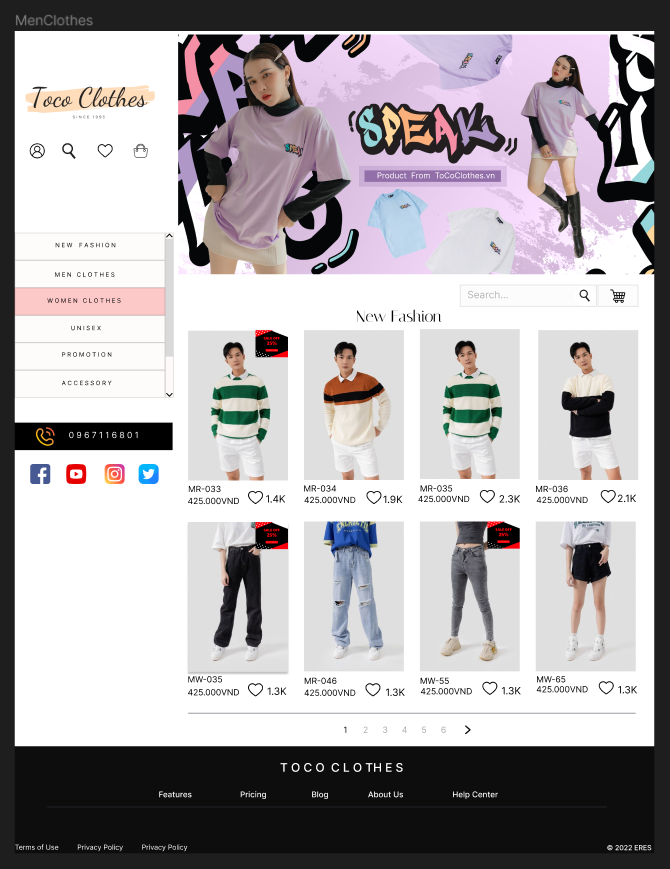 MenClothes
Toco Clothes
SINCE 1995
NEW FASHION
MEN CLOTHES
WOMEN CLOTHES
UNISEX
PROMOTION
ACCESSORY
0967116801
SPEAK
Product From ToCoClothes.vn
Search...
New Fashion
MR-033
425.000VND
1.4K
MR-034
425.000VND
1.9K
MR-035
425.000VND
2.3K
MR-036
425.000VND
2.1K
MW-035
425.000VND
1.3K
MR-046
425.000VND
1.3K
MW-55
425.000VND
1.3K
MW-65
425.000VND
1.3K
1 2 3 4 5 6
TOCO CLOTHES
Features Pricing Blog About Us Help Center
Terms of Use Privacy Policy Privacy Policy © 2022 ERES